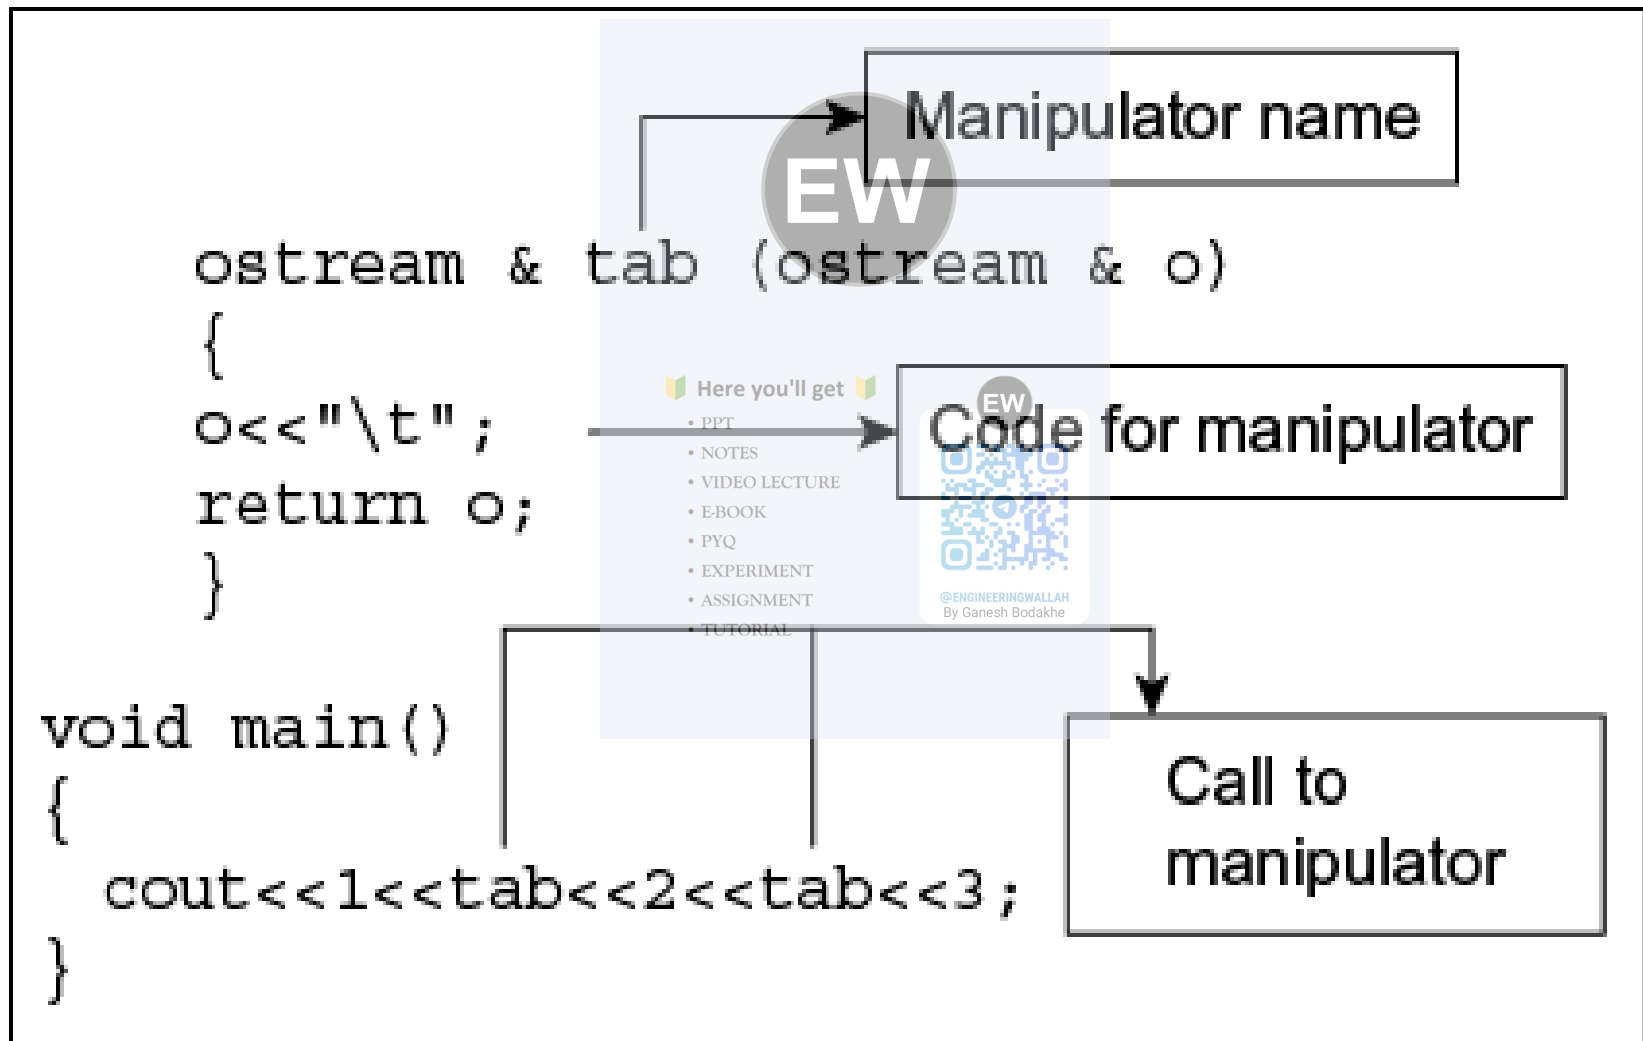 Manipulator name
EW
ostream & tab (ostream & o)
{
Here you'll get
o<<"\t";
Code for manipulator
EW
• PPT
• NOTES
• VIDEO LECTURE
• E-BOOK
• PYQ
• EXPERIMENT
• ASSIGNMENT
• TUTORIAL
return o;
}
@ENGINEERINGWALLAH
By Ganesh Bodakhe
void main()
{
cout<<1<<tab<<2<<tab<<3;
}
Call to
manipulator